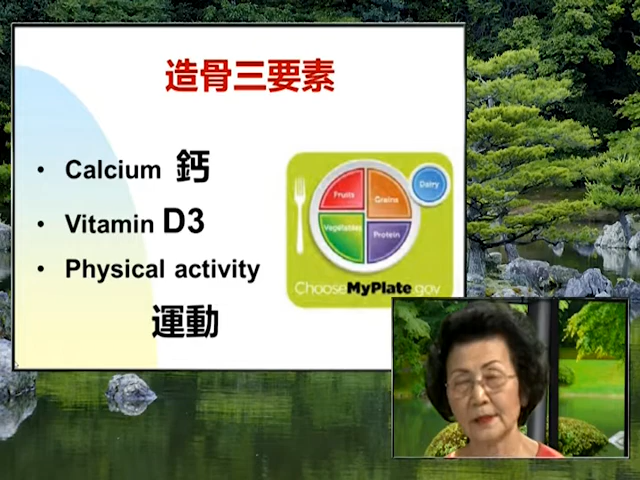 造骨三要素
• Calcium 鈣
• Vitamin D3
• Physical activity
運動
Fruits
Grains
Dairy
Vegetables
Protein
ChooseMyPlate.gov